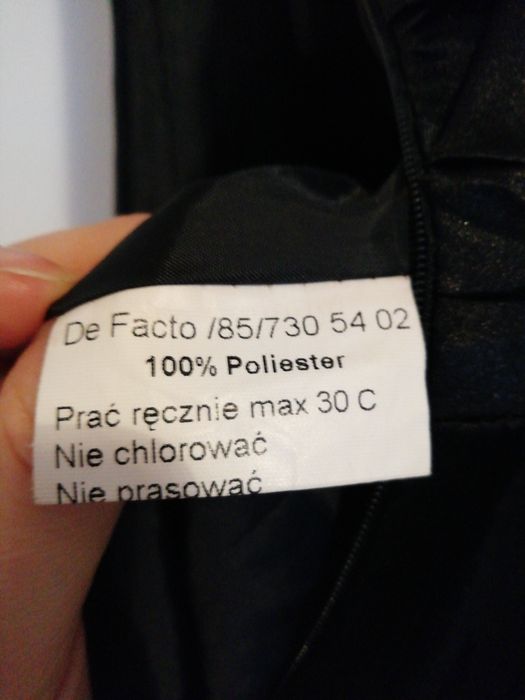 De Facto /85/730 54 02
100% Poliester
Prać ręcznie max 30 C
Nie chlorować
Nie prasować